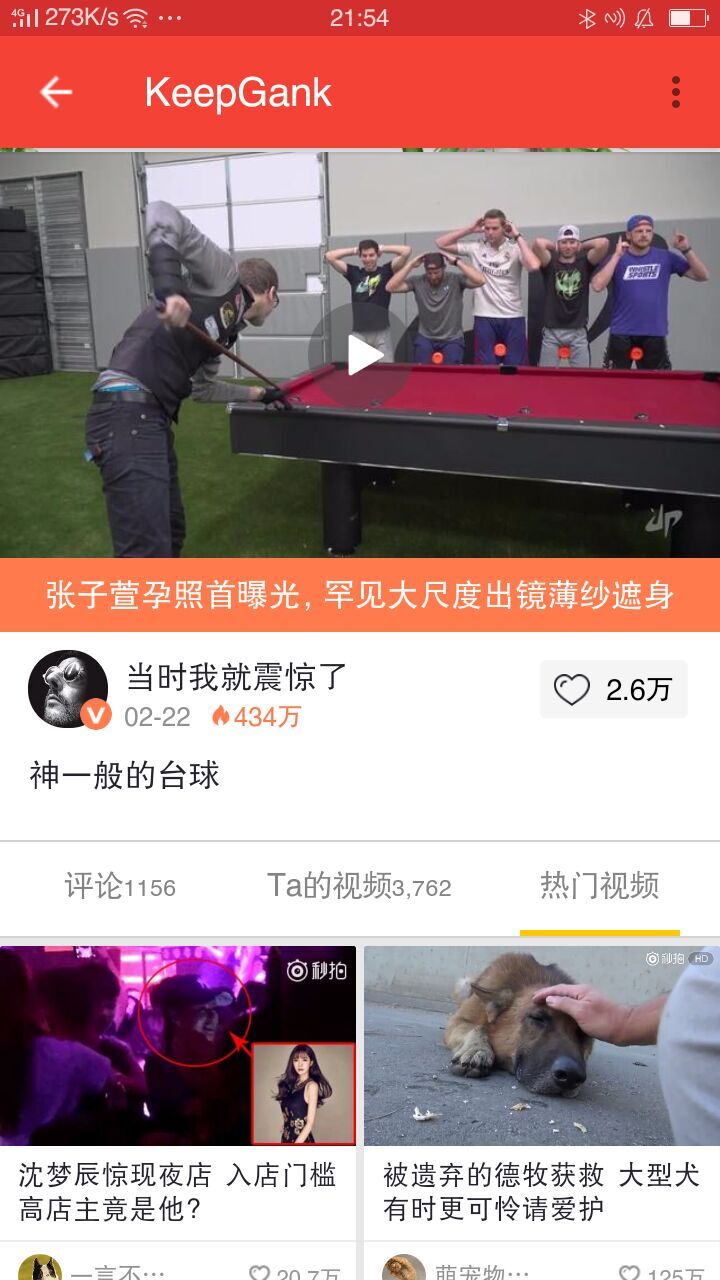 4G 273K/s ··· 21:54
KeepGank
WHISTLE
SPORTS
dp
张子萱孕照首曝光, 罕见大尺度出镜薄纱遮身
当时我就震惊了
02-22 434万
2.6万
神一般的台球
评论1156 Ta的视频3,762 热门视频
秒拍
秒拍 HD
沈梦辰惊现夜店 入店门槛
高店主竟是他?
被遗弃的德牧获救 大型犬
有时更可怜请爱护
一言不··· 20.7万
萌宠物··· 125万